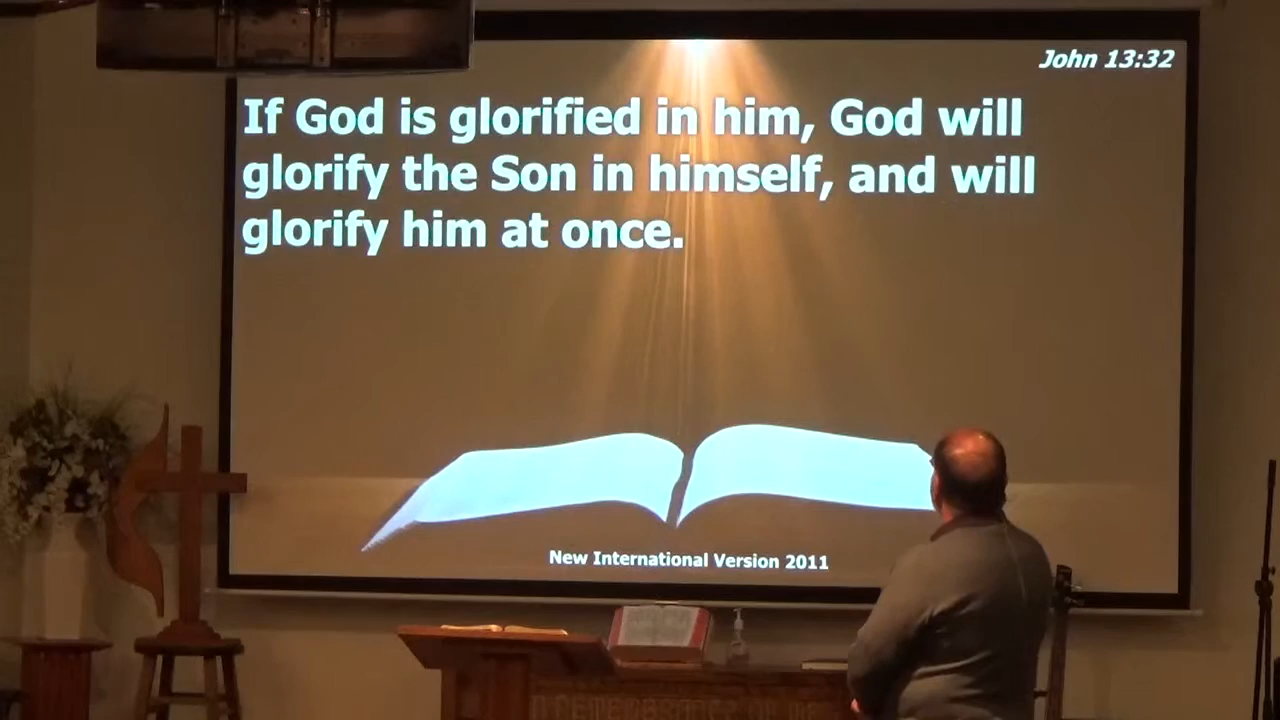 John 13:32
If God is glorified in him, God will
glorify the Son in himself, and will
glorify him at once.
New International Version 2011